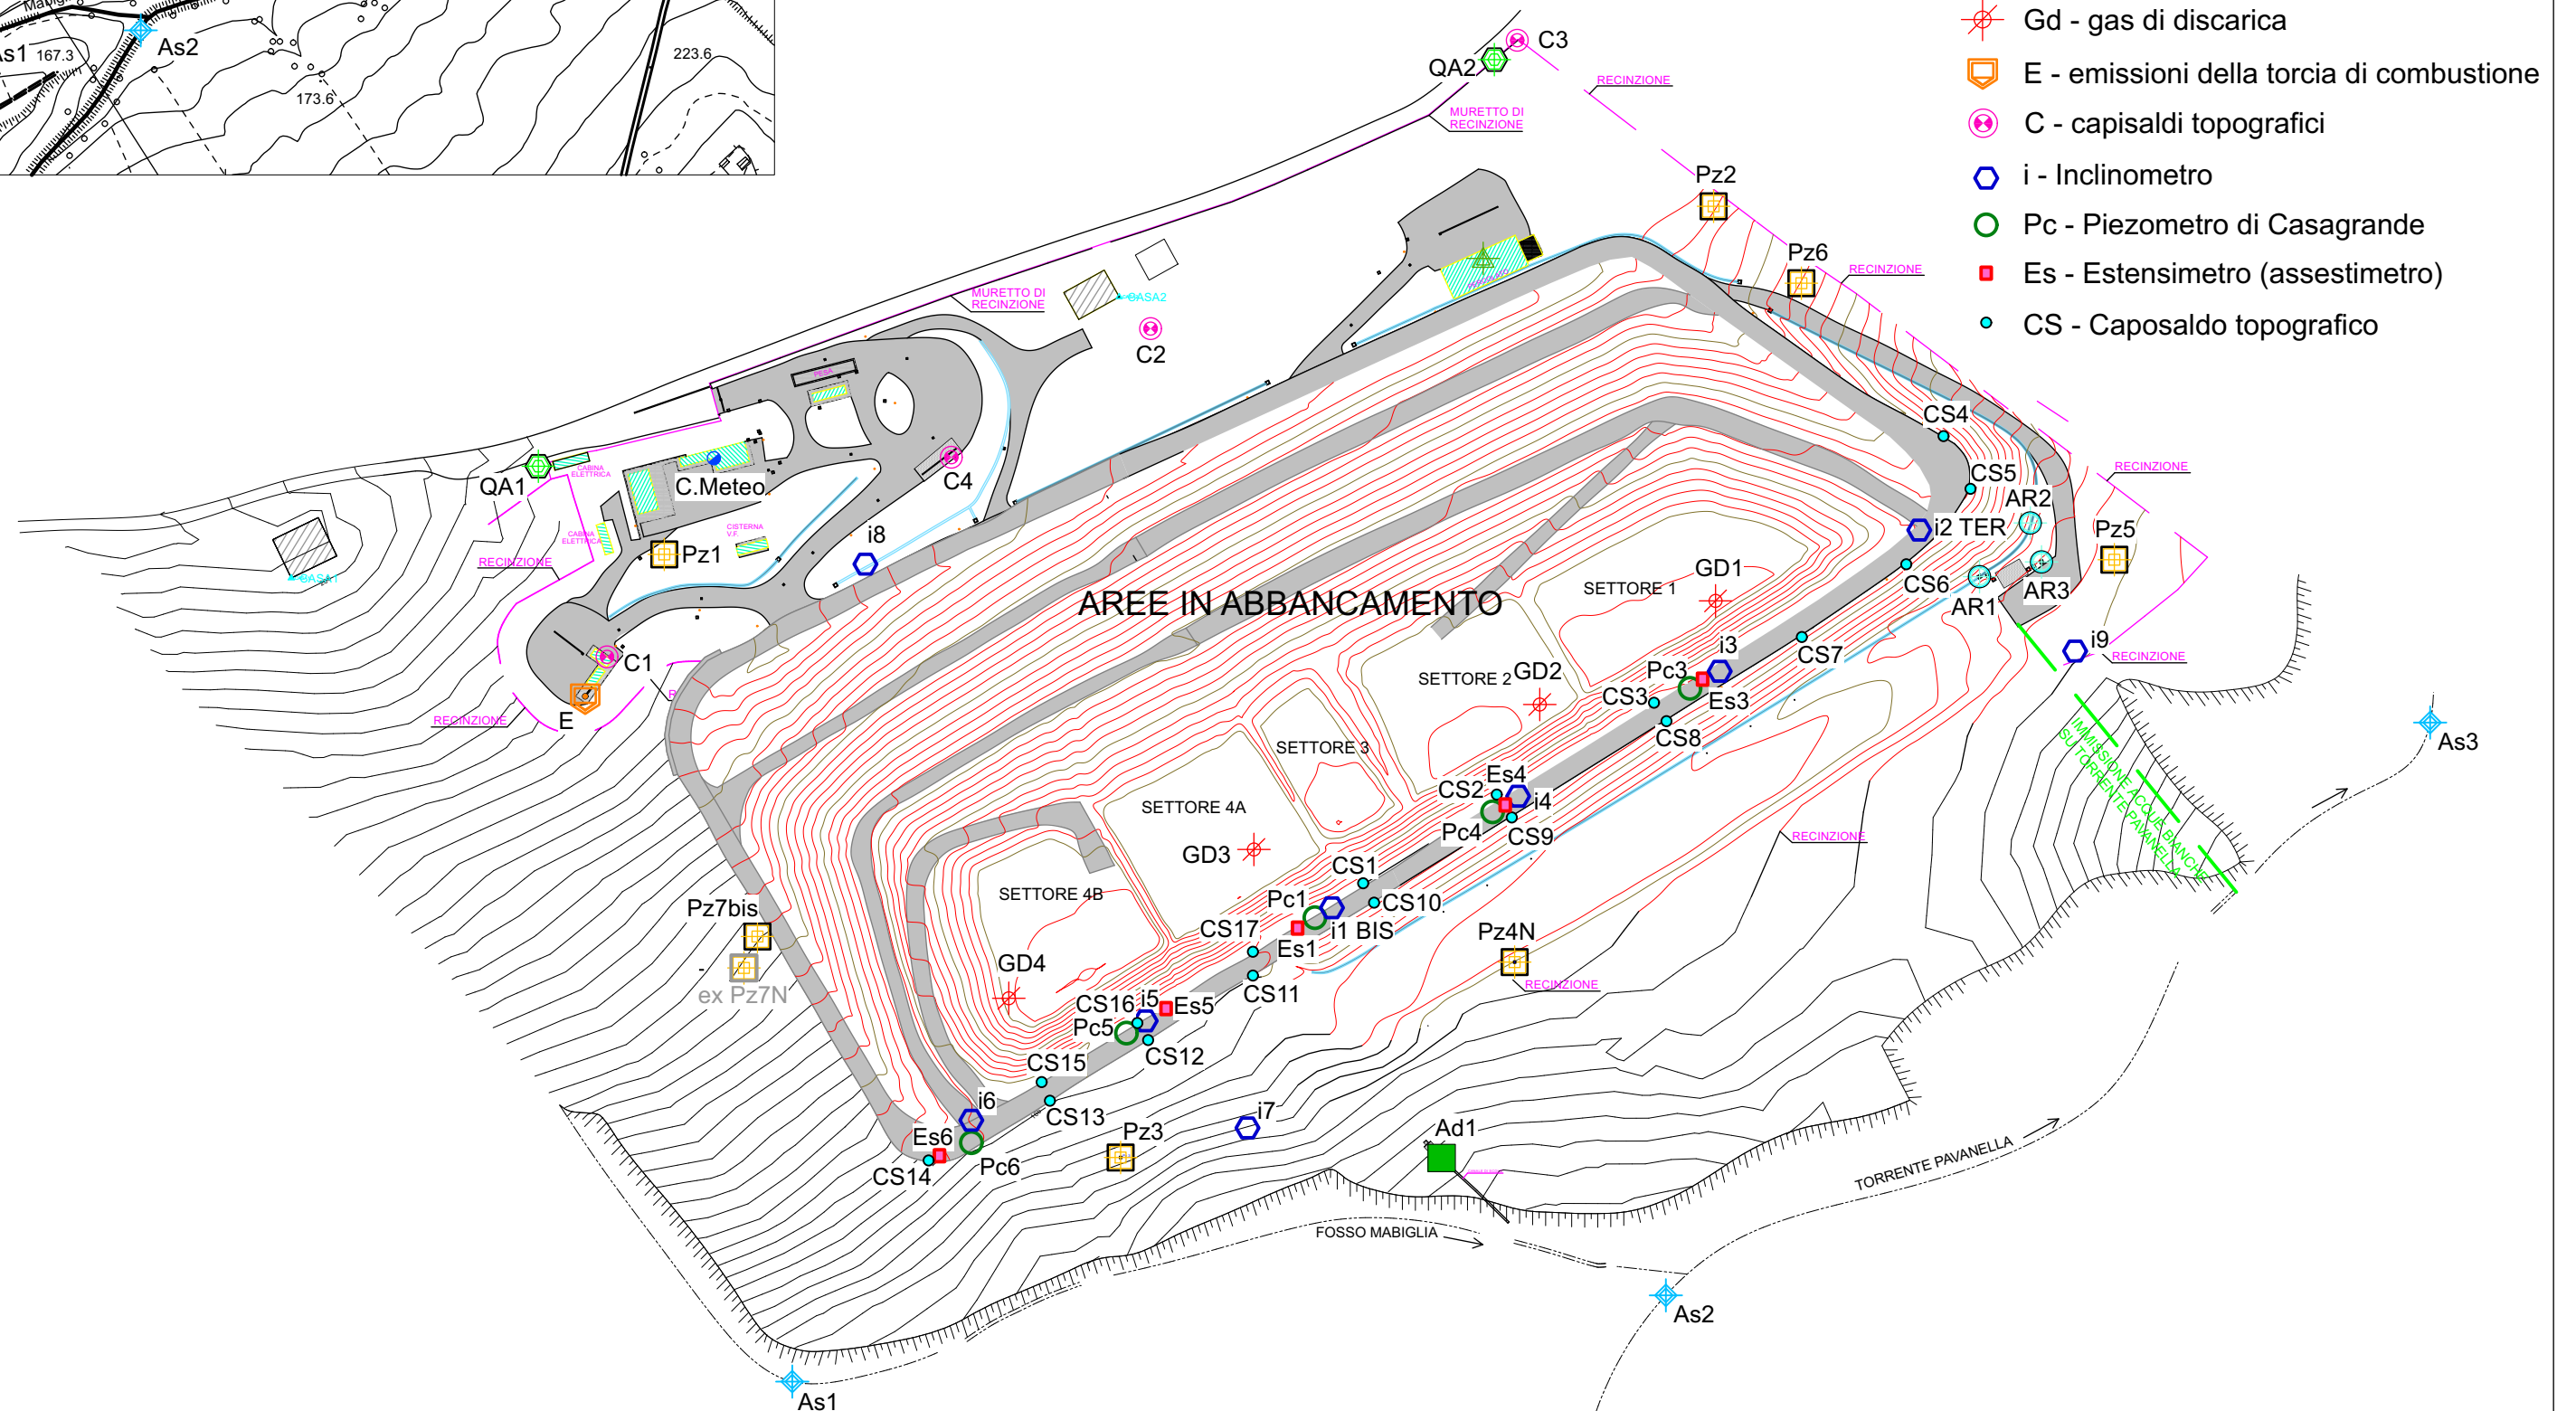 As2
As1
167.3
173.6
223.6
Gd - gas di discarica
E - emissioni della torcia di combustione
C - capisaldi topografici
i - Inclinometro
Pc - Piezometro di Casagrande
Es - Estensimetro (assestimetro)
CS - Caposaldo topografico
C3
QA2
RECINZIONE
MURETTO DI
RECINZIONE
Pz2
Pz6
RECINZIONE
MURETTO DI
RECINZIONE
CASA2
C2
PESA
CS4
CS5
AR2
RECINZIONE
Pz5
QA1
CABINA
ELETTRICA
C.Meteo
C4
CABINA
ELETTRICA
CISTERNA
V.F.
i8
Pz1
RECINZIONE
CASA1
i2 TER
CS6
AR1
AR3
GD1
SETTORE 1
AREE IN ABBANCAMENTO
i9
RECINZIONE
CS7
i3
Pc3
Es3
CS3
CS8
SETTORE 2
GD2
C1
E
RECINZIONE
SETTORE 3
IMMISSIONE ACQUE BIANCHE
SU TORRENTE PAVANELLA
As3
Es4
CS2
i4
Pc4
CS9
SETTORE 4A
GD3
RECINZIONE
CS1
Pc1
CS10
i1 BIS
Es1
CS17
CS11
SETTORE 4B
GD4
Pz7bis
ex Pz7N
Pz4N
RECINZIONE
CS16
i5
Es5
Pc5
CS12
CS15
CS13
i6
Es6
Pc6
CS14
Pz3
i7
Ad1
TORRENTE PAVANELLA
FOSSO MABIGLIA
As2
As1